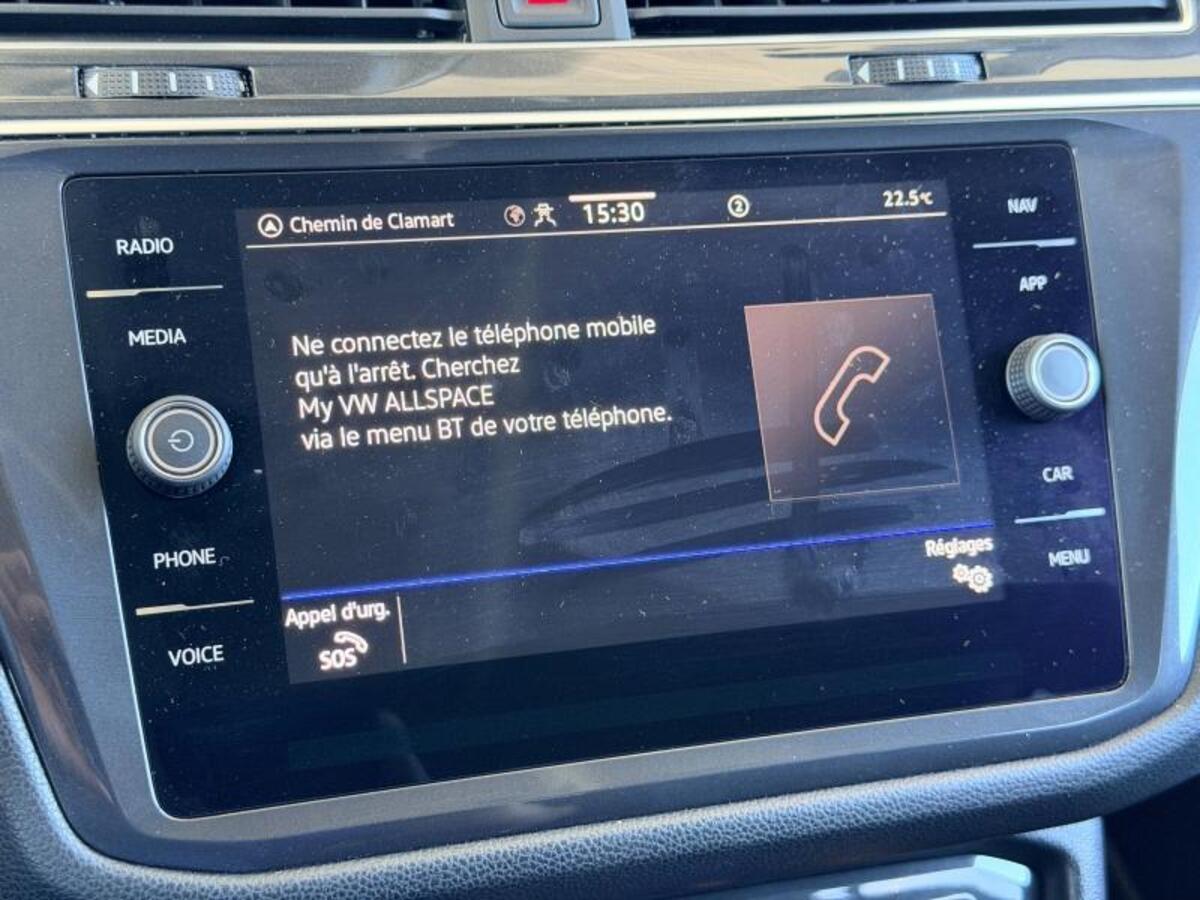 Chemin de Clamart 15:30 2 22.5°C
RADIO
MEDIA
PHONE
VOICE
Ne connectez le téléphone mobile
qu'à l'arrêt. Cherchez
My VW ALLSPACE
via le menu BT de votre téléphone.
Appel d'urg.
SOS
Réglages
NAV
APP
CAR
MENU